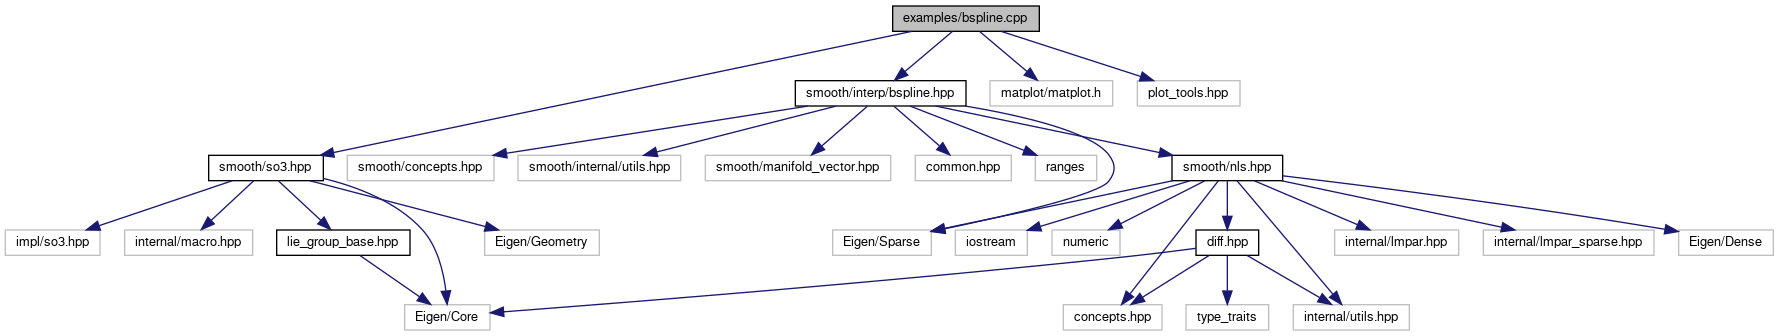 examples/bspline.cpp
smooth/interp/bspline.hpp
matplot/matplot.h
plot_tools.hpp
smooth/so3.hpp
smooth/concepts.hpp
smooth/internal/utils.hpp
smooth/manifold_vector.hpp
common.hpp
ranges
smooth/nls.hpp
impl/so3.hpp
internal/macro.hpp
lie_group_base.hpp
Eigen/Geometry
Eigen/Sparse
iostream
numeric
diff.hpp
internal/lmpar.hpp
internal/lmpar_sparse.hpp
Eigen/Dense
Eigen/Core
concepts.hpp
type_traits
internal/utils.hpp